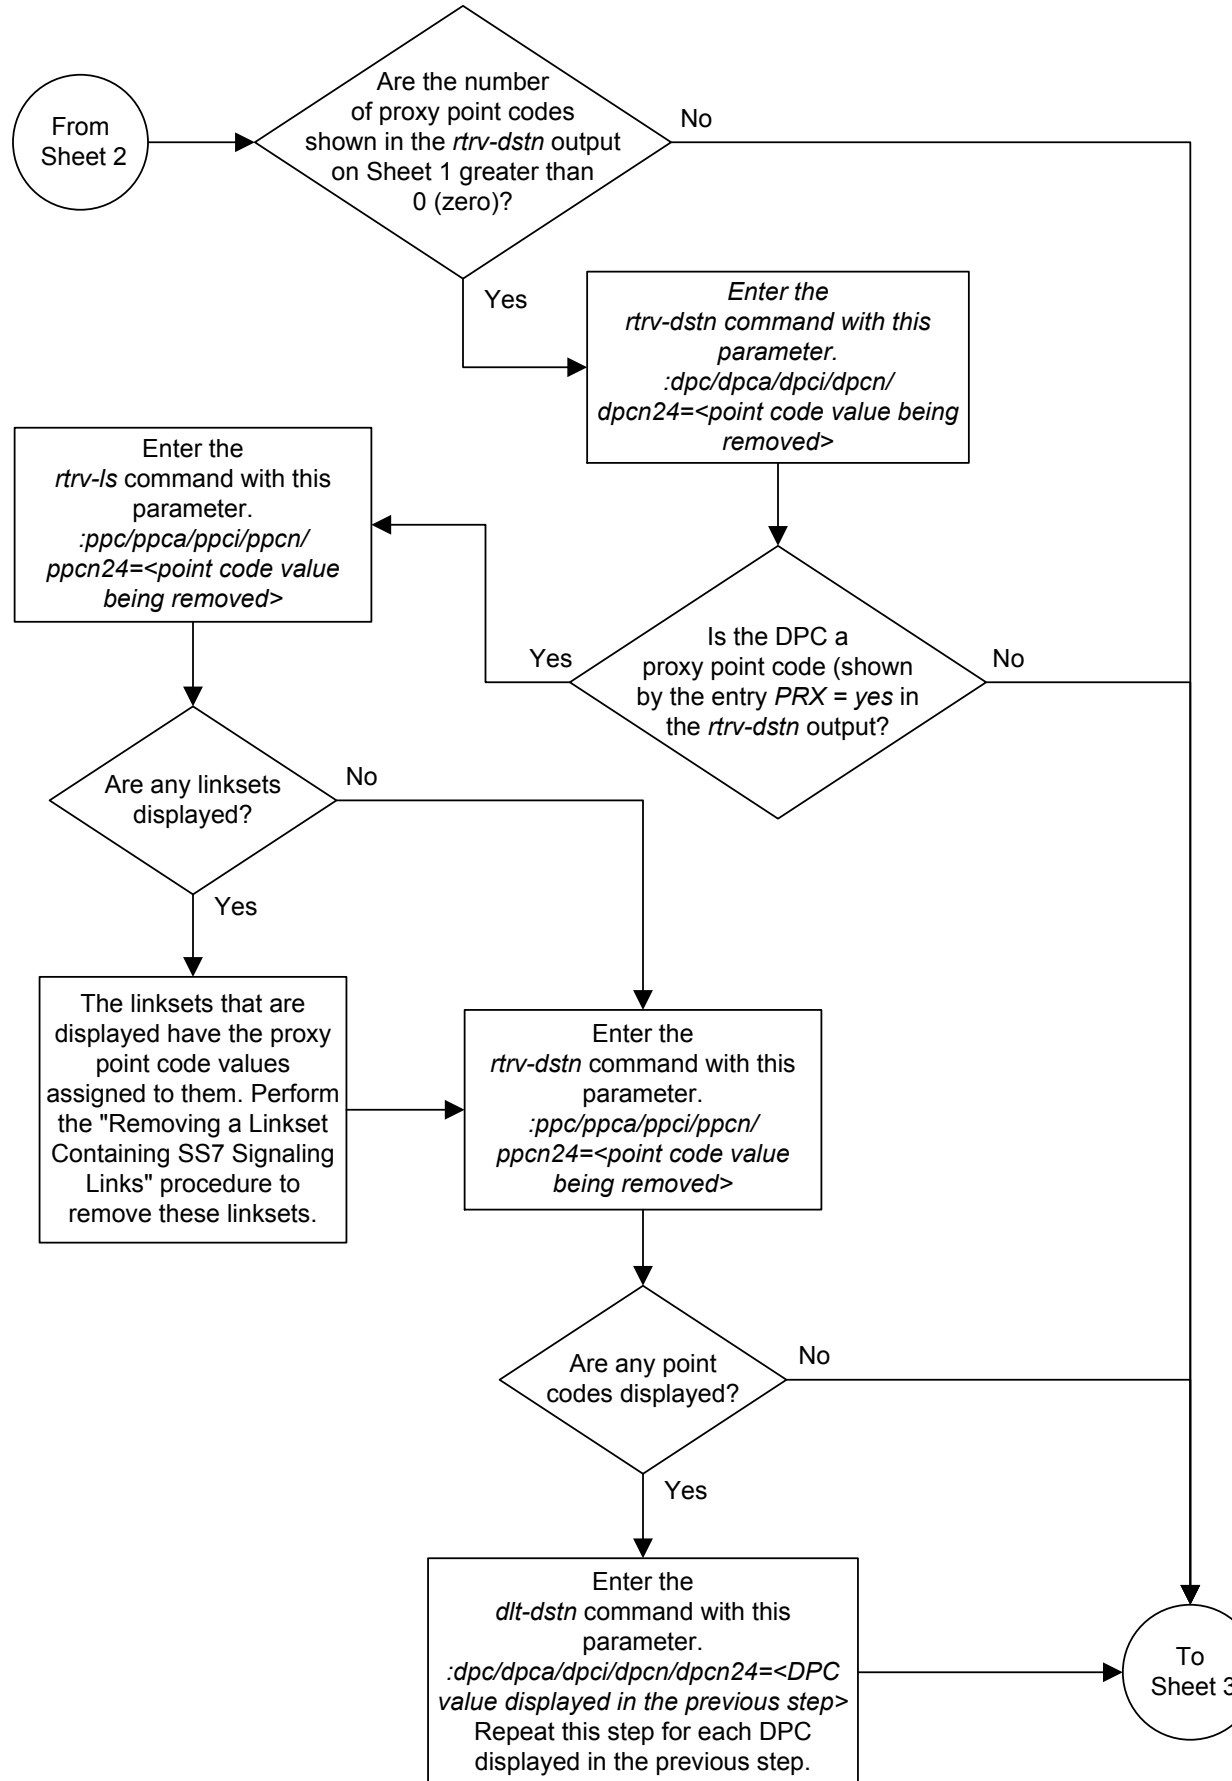 From
Sheet 2
Are the number
of proxy point codes
shown in the rtrv-dstn output
on Sheet 1 greater than
0 (zero)?
No
Yes
Enter the
rtrv-dstn command with this
parameter.
:dpc/dpca/dpci/dpcn/
dpcn24=<point code value being
removed>
Enter the
rtrv-ls command with this
parameter.
:ppc/ppca/ppci/ppcn/
ppcn24=<point code value
being removed>
Yes
Is the DPC a
proxy point code (shown
by the entry PRX = yes in
the rtrv-dstn output?
No
Are any linksets
displayed?
No
Yes
The linksets that are
displayed have the proxy
point code values
assigned to them. Perform
the "Removing a Linkset
Containing SS7 Signaling
Links" procedure to
remove these linksets.
Enter the
rtrv-dstn command with this
parameter.
:ppc/ppca/ppci/ppcn/
ppcn24=<point code value
being removed>
Are any point
codes displayed?
No
Yes
Enter the
dlt-dstn command with this
parameter.
:dpc/dpca/dpci/dpcn/dpcn24=<DPC
value displayed in the previous step>
Repeat this step for each DPC
displayed in the previous step.
To
Sheet 3